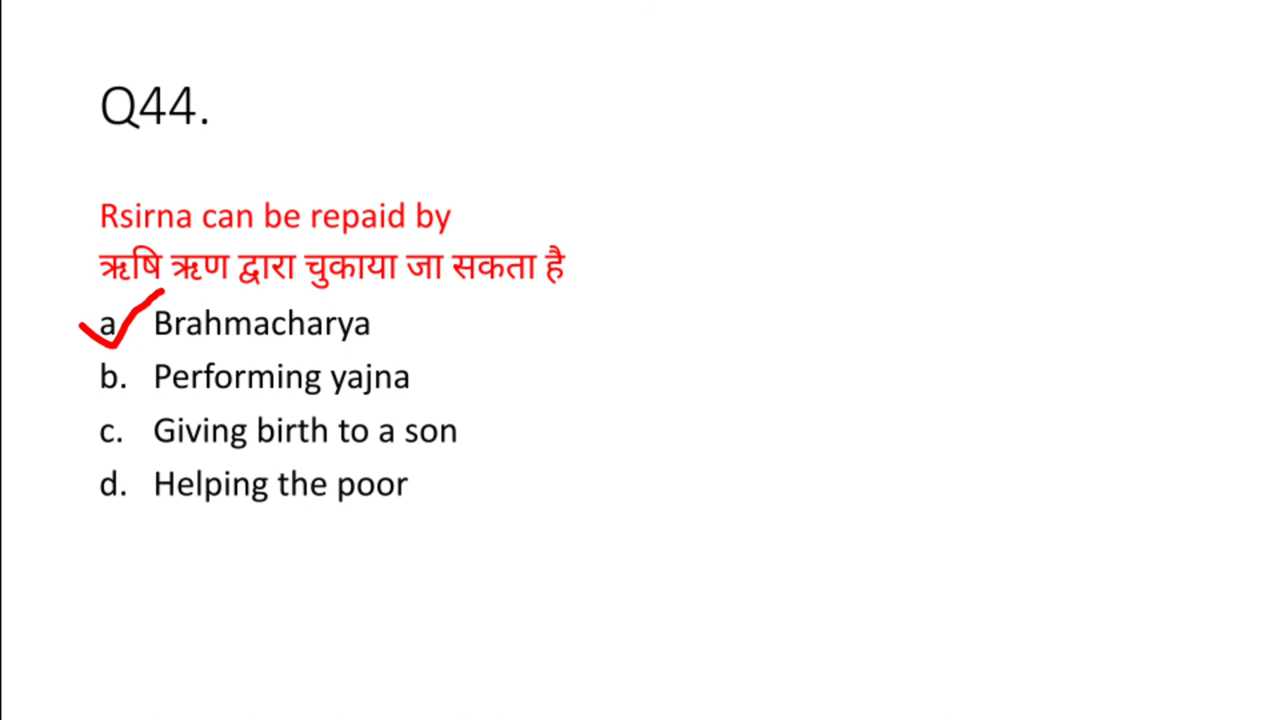 Q44.
Rsirna can be repaid by
ऋषि ऋण द्वारा चुकाया जा सकता है
a. Brahmacharya
b. Performing yajna
c. Giving birth to a son
d. Helping the poor